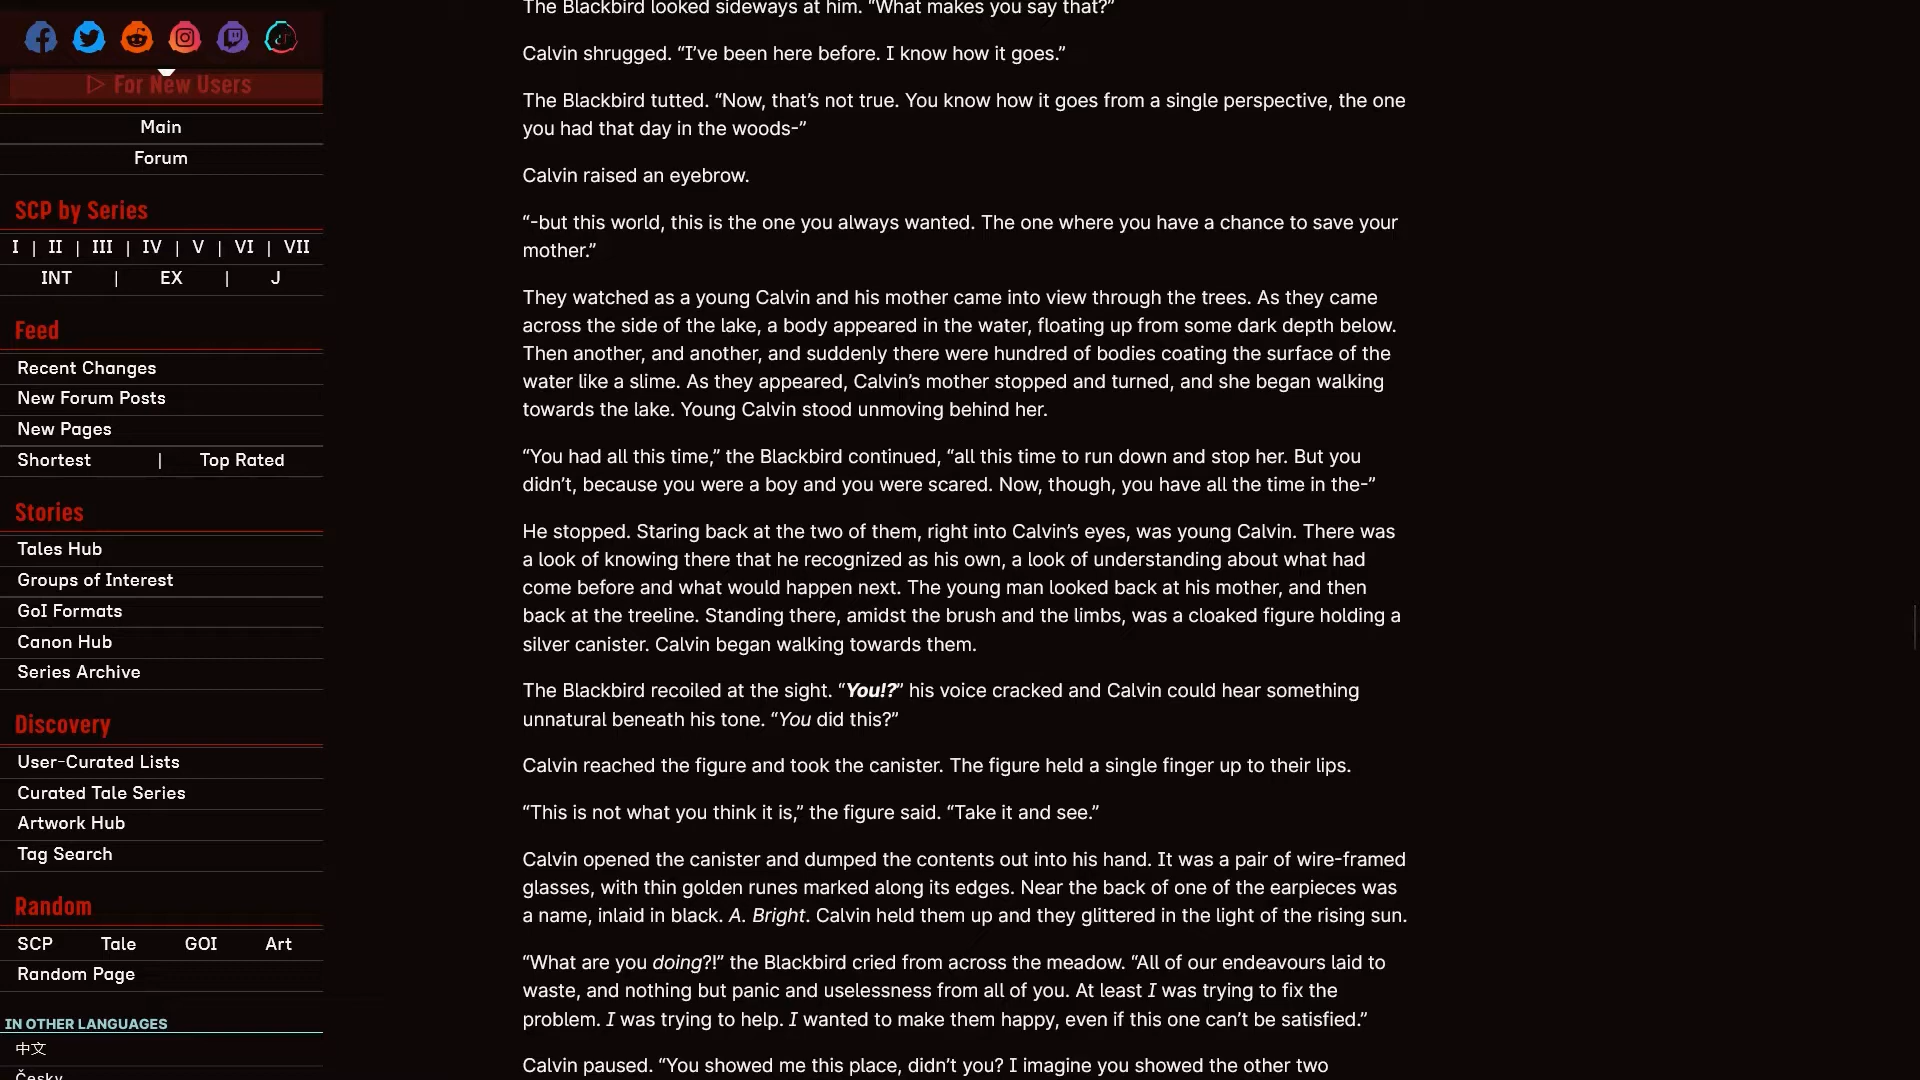 ▷ For New Users
Main
Forum
SCP by Series
I | II | III | IV | V | VI | VII
INT | EX | J
Feed
Recent Changes
New Forum Posts
New Pages
Shortest | Top Rated
Stories
Tales Hub
Groups of Interest
GoI Formats
Canon Hub
Series Archive
Discovery
User-Curated Lists
Curated Tale Series
Artwork Hub
Tag Search
Random
SCP Tale GOI Art
Random Page
IN OTHER LANGUAGES
中文
Česky
The Blackbird looked sideways at him. “What makes you say that?”
Calvin shrugged. “I’ve been here before. I know how it goes.”
The Blackbird tutted. “Now, that’s not true. You know how it goes from a single perspective, the one
you had that day in the woods-”
Calvin raised an eyebrow.
“-but this world, this is the one you always wanted. The one where you have a chance to save your
mother.”
They watched as a young Calvin and his mother came into view through the trees. As they came
across the side of the lake, a body appeared in the water, floating up from some dark depth below.
Then another, and another, and suddenly there were hundred of bodies coating the surface of the
water like a slime. As they appeared, Calvin’s mother stopped and turned, and she began walking
towards the lake. Young Calvin stood unmoving behind her.
“You had all this time,” the Blackbird continued, “all this time to run down and stop her. But you
didn’t, because you were a boy and you were scared. Now, though, you have all the time in the-”
He stopped. Staring back at the two of them, right into Calvin’s eyes, was young Calvin. There was
a look of knowing there that he recognized as his own, a look of understanding about what had
come before and what would happen next. The young man looked back at his mother, and then
back at the treeline. Standing there, amidst the brush and the limbs, was a cloaked figure holding a
silver canister. Calvin began walking towards them.
The Blackbird recoiled at the sight. “You!?” his voice cracked and Calvin could hear something
unnatural beneath his tone. “You did this?”
Calvin reached the figure and took the canister. The figure held a single finger up to their lips.
“This is not what you think it is,” the figure said. “Take it and see.”
Calvin opened the canister and dumped the contents out into his hand. It was a pair of wire-framed
glasses, with thin golden runes marked along its edges. Near the back of one of the earpieces was
a name, inlaid in black. A. Bright. Calvin held them up and they glittered in the light of the rising sun.
“What are you doing?!” the Blackbird cried from across the meadow. “All of our endeavours laid to
waste, and nothing but panic and uselessness from all of you. At least I was trying to fix the
problem. I was trying to help. I wanted to make them happy, even if this one can’t be satisfied.”
Calvin paused. “You showed me this place, didn’t you? I imagine you showed the other two